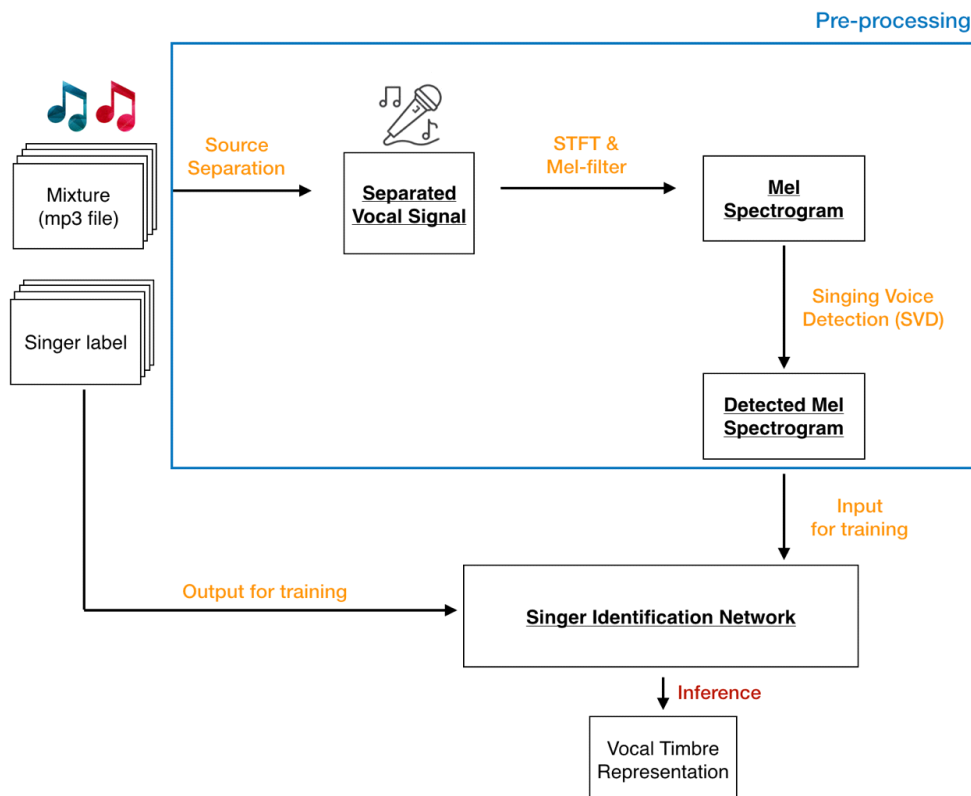 Pre-processing
Source
Separation
STFT &
Mel-filter
Mixture
(mp3 file)
Separated
Vocal Signal
Mel
Spectrogram
Singer label
Singing Voice
Detection (SVD)
Detected Mel
Spectrogram
Input
for training
Output for training
Singer Identification Network
Inference
Vocal Timbre
Representation